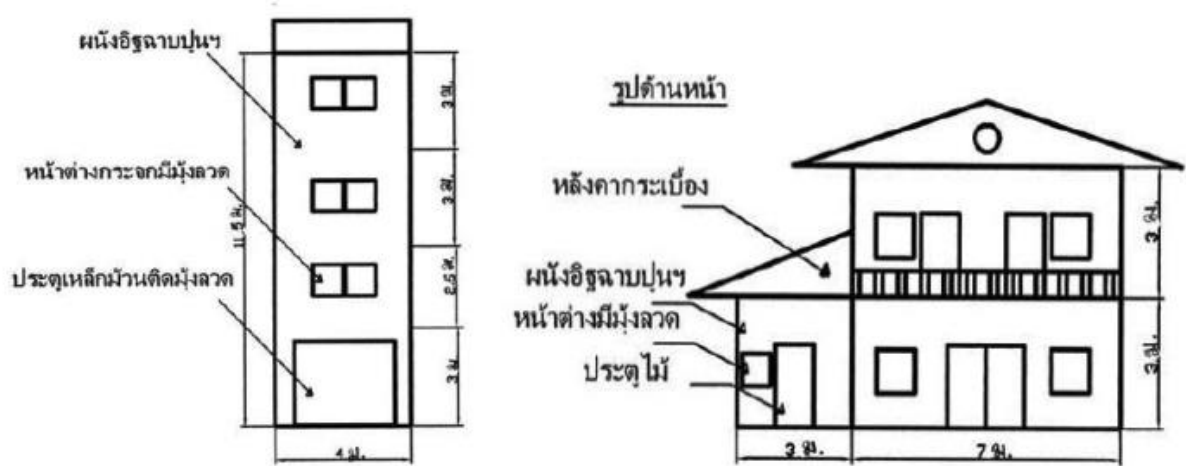 ผนังอิฐฉาบปูนฯ
หน้าต่างกระจกมีมุ้งลวด
ประตูเหล็กม้วนติดมุ้งลวด
11.5 ม.
3 ม.
3 ม.
2.5 ม.
3 ม.
4 ม.
รูปด้านหน้า
หลังคากระเบื้อง
ผนังอิฐฉาบปูนฯ
หน้าต่างมีมุ้งลวด
ประตูไม้
3 ม.
3 ม.
3 ม.
7 ม.